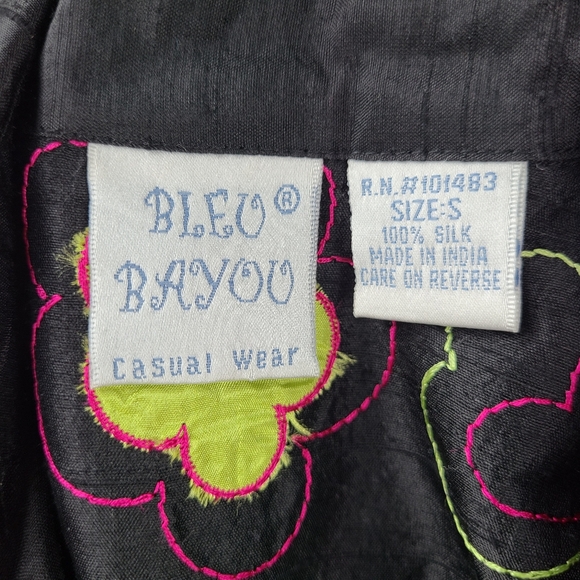 BLEU®
BAYOU
Casual Wear
R.N.#101483
SIZE:S
100% SILK
MADE IN INDIA
CARE ON REVERSE